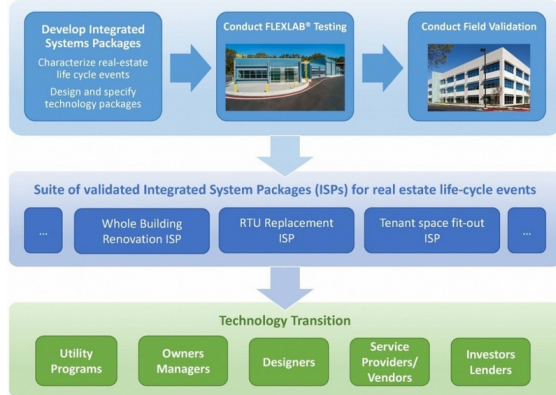 Develop Integrated
Systems Packages
Characterize real-estate
life cycle events
Design and specify
technology packages
Conduct FLEXLAB® Testing
Conduct Field Validation
Suite of validated Integrated System Packages (ISPs) for real estate life-cycle events
...
Whole Building
Renovation ISP
RTU Replacement
ISP
Tenant space fit-out
ISP
...
Technology Transition
Utility
Programs
Owners
Managers
Designers
Service
Providers/
Vendors
Investors
Lenders